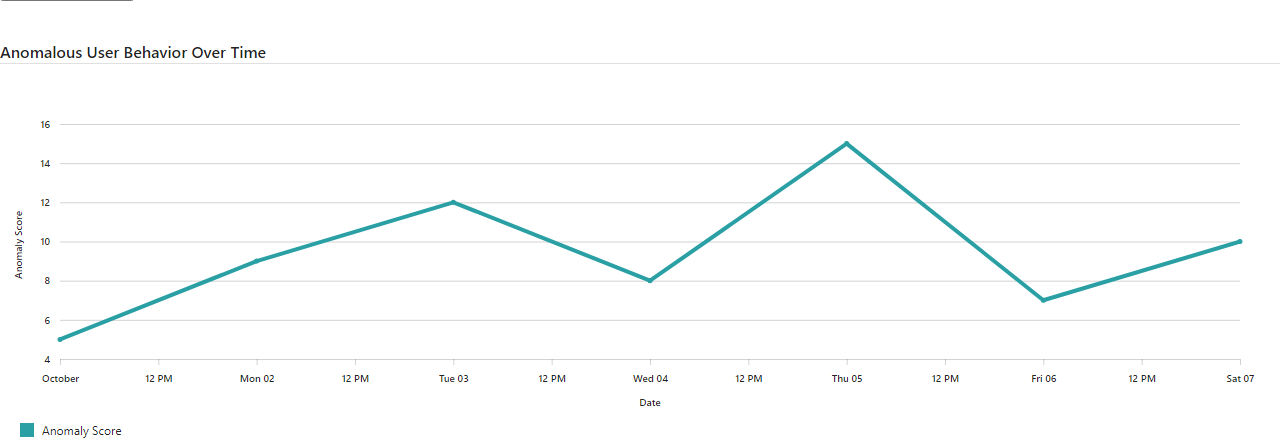 Anomalous User Behavior Over Time
16
14
12
10
8
6
4
Anomaly Score
October 12 PM Mon 02 12 PM Tue 03 12 PM Wed 04 12 PM Thu 05 12 PM Fri 06 12 PM Sat 07
Date
Anomaly Score